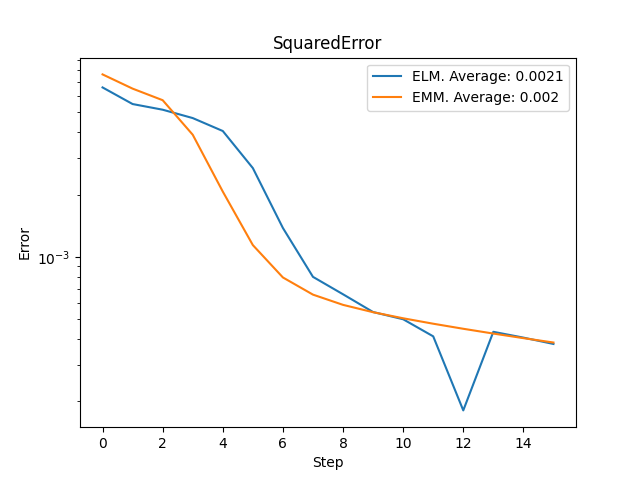 SquaredError
ELM. Average: 0.0021
EMM. Average: 0.002
Error
10⁻³
0 2 4 6 8 10 12 14
Step